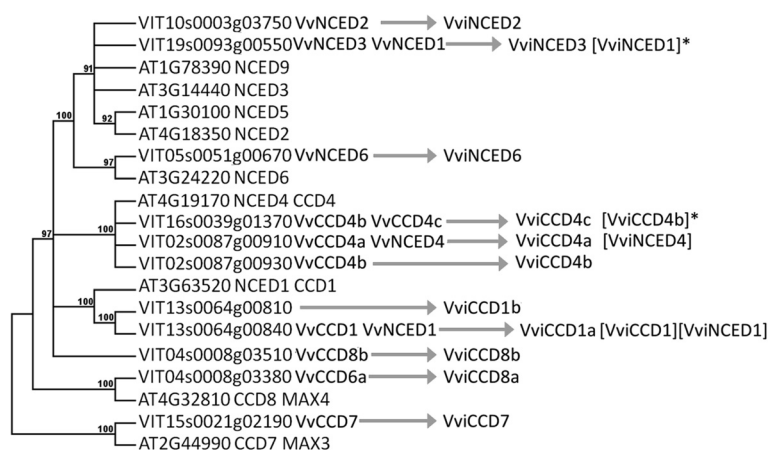 VIT10s0003g03750 VvNCED2 VviNCED2
VIT19s0093g00550 VvNCED3 VvNCED1 VviNCED3 [VviNCED1]*
91 AT1G78390 NCED9
AT3G14440 NCED3
100 AT1G30100 NCED5
92 AT4G18350 NCED2
VIT05s0051g00670 VvNCED6 VviNCED6
97 AT3G24220 NCED6
AT4G19170 NCED4 CCD4
VIT16s0039g01370 VvCCD4b VvCCD4c VviCCD4c [VviCCD4b]*
97 100 VIT02s0087g00910 VvCCD4a VvNCED4 VviCCD4a [VviNCED4]
VIT02s0087g00930 VvCCD4b VviCCD4b
AT3G63520 NCED1 CCD1
100 VIT13s0064g00810 VviCCD1b
100 VIT13s0064g00840 VvCCD1 VvNCED1 VviCCD1a [VviCCD1][VviNCED1]
VIT04s0008g03510 VvCCD8b VviCCD8b
VIT04s0008g03380 VvCCD6a VviCCD8a
100 AT4G32810 CCD8 MAX4
VIT15s0021g02190 VvCCD7 VviCCD7
100 AT2G44990 CCD7 MAX3